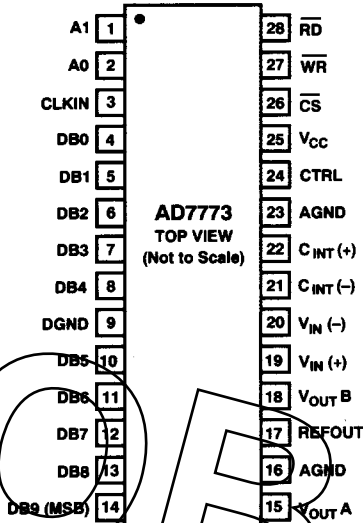 A1 1 28 RD
A0 2 27 WR
CLKIN 3 26 CS
DB0 4 25 VCC
DB1 5 24 CTRL
DB2 6 AD7773 23 AGND
TOP VIEW
DB3 7 (Not to Scale) 22 CINT (+)
DB4 8 21 CINT (–)
DGND 9 20 VIN (–)
DB5 10 19 VIN (+)
DB6 11 18 VOUT B
DB7 12 17 REFOUT
DB8 13 16 AGND
DB9 (MSB) 14 15 VOUT A